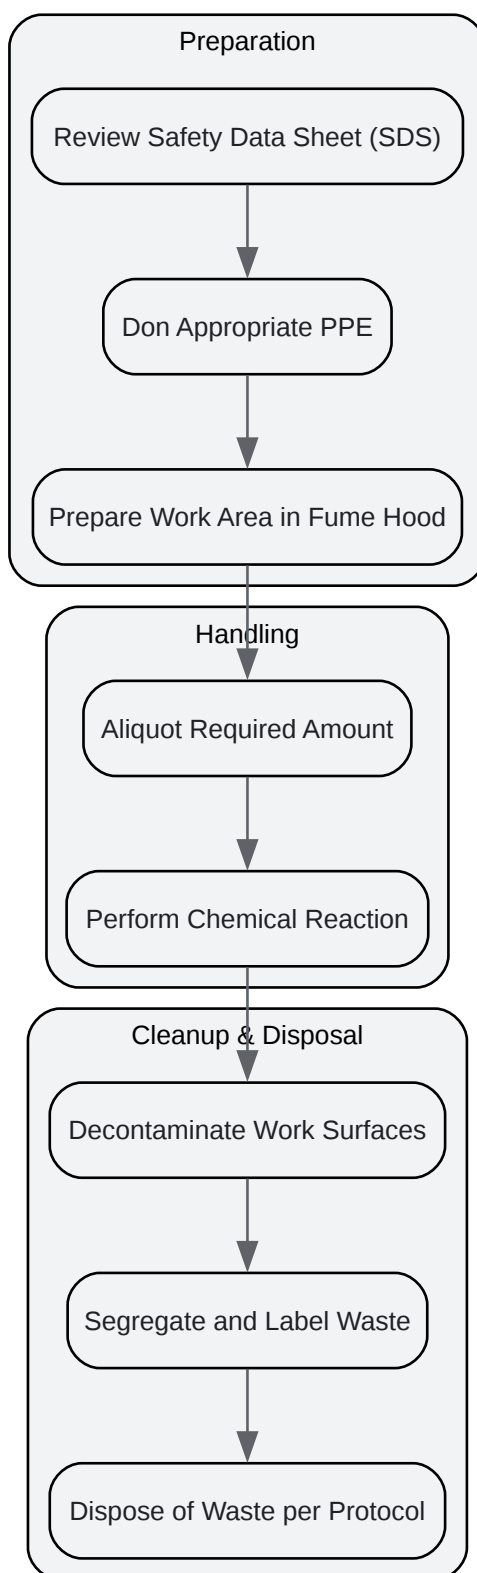 Preparation
Review Safety Data Sheet (SDS)
Don Appropriate PPE
Prepare Work Area in Fume Hood
Handling
Aliquot Required Amount
Perform Chemical Reaction
Cleanup & Disposal
Decontaminate Work Surfaces
Segregate and Label Waste
Dispose of Waste per Protocol